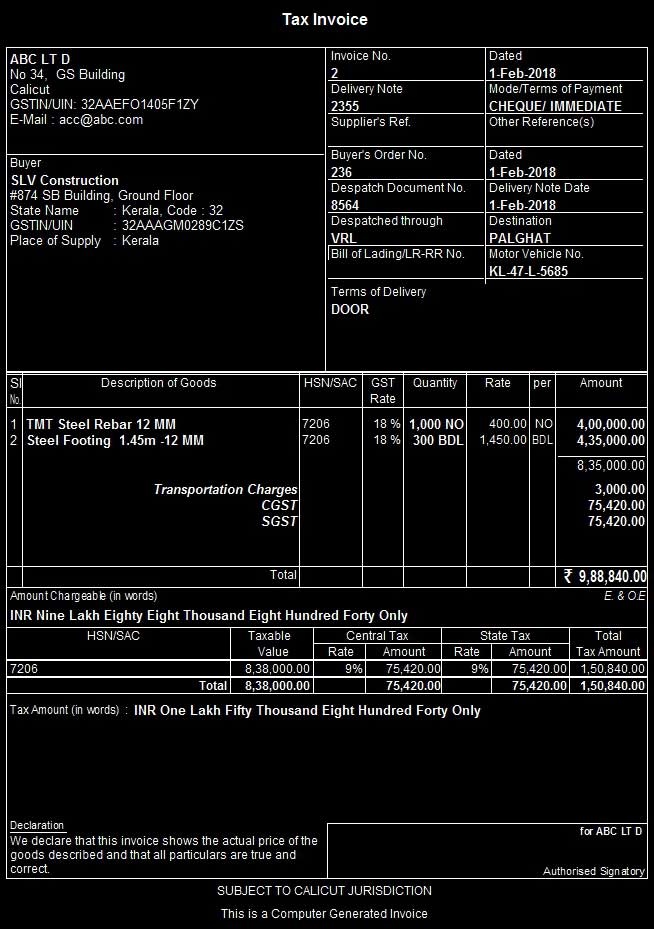 Tax Invoice
ABC LT D
No 34, GS Building
Calicut
GSTIN/UIN: 32AAEFO1405F1ZY
E-Mail : acc@abc.com
Invoice No.
2
Dated
1-Feb-2018
Delivery Note
2355
Mode/Terms of Payment
CHEQUE/ IMMEDIATE
Supplier's Ref.
Other Reference(s)
Buyer
SLV Construction
#874 SB Building, Ground Floor
State Name : Kerala, Code : 32
GSTIN/UIN : 32AAAGM0289C1ZS
Place of Supply : Kerala
Buyer's Order No.
236
Dated
1-Feb-2018
Despatch Document No.
8564
Delivery Note Date
1-Feb-2018
Despatched through
VRL
Destination
PALGHAT
Bill of Lading/LR-RR No.
Motor Vehicle No.
KL-47-L-5685
Terms of Delivery
DOOR
Sl No. Description of Goods HSN/SAC GST Rate Quantity Rate per Amount
1 TMT Steel Rebar 12 MM 7206 18 % 1,000 NO 400.00 NO 4,00,000.00
2 Steel Footing 1.45m -12 MM 7206 18 % 300 BDL 1,450.00 BDL 4,35,000.00
8,35,000.00
Transportation Charges 3,000.00
CGST 75,420.00
SGST 75,420.00
Total ₹ 9,88,840.00
Amount Chargeable (in words) E. & O.E
INR Nine Lakh Eighty Eight Thousand Eight Hundred Forty Only
HSN/SAC Taxable Value Central Tax State Tax Total Tax Amount
Rate Amount Rate Amount
7206 8,38,000.00 9% 75,420.00 9% 75,420.00 1,50,840.00
Total 8,38,000.00 75,420.00 75,420.00 1,50,840.00
Tax Amount (in words) : INR One Lakh Fifty Thousand Eight Hundred Forty Only
Declaration
We declare that this invoice shows the actual price of the
goods described and that all particulars are true and
correct.
for ABC LT D
Authorised Signatory
SUBJECT TO CALICUT JURISDICTION
This is a Computer Generated Invoice